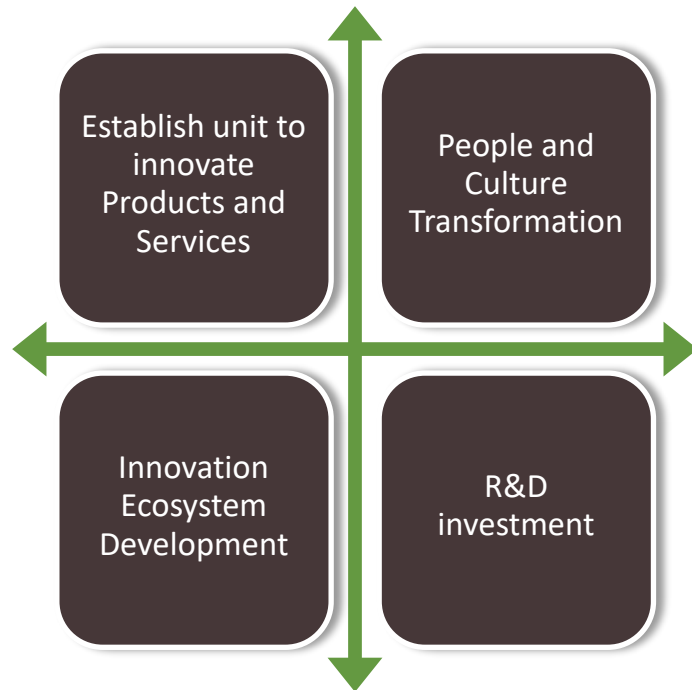 Establish unit to
innovate
Products and
Services
People and
Culture
Transformation
Innovation
Ecosystem
Development
R&D
investment